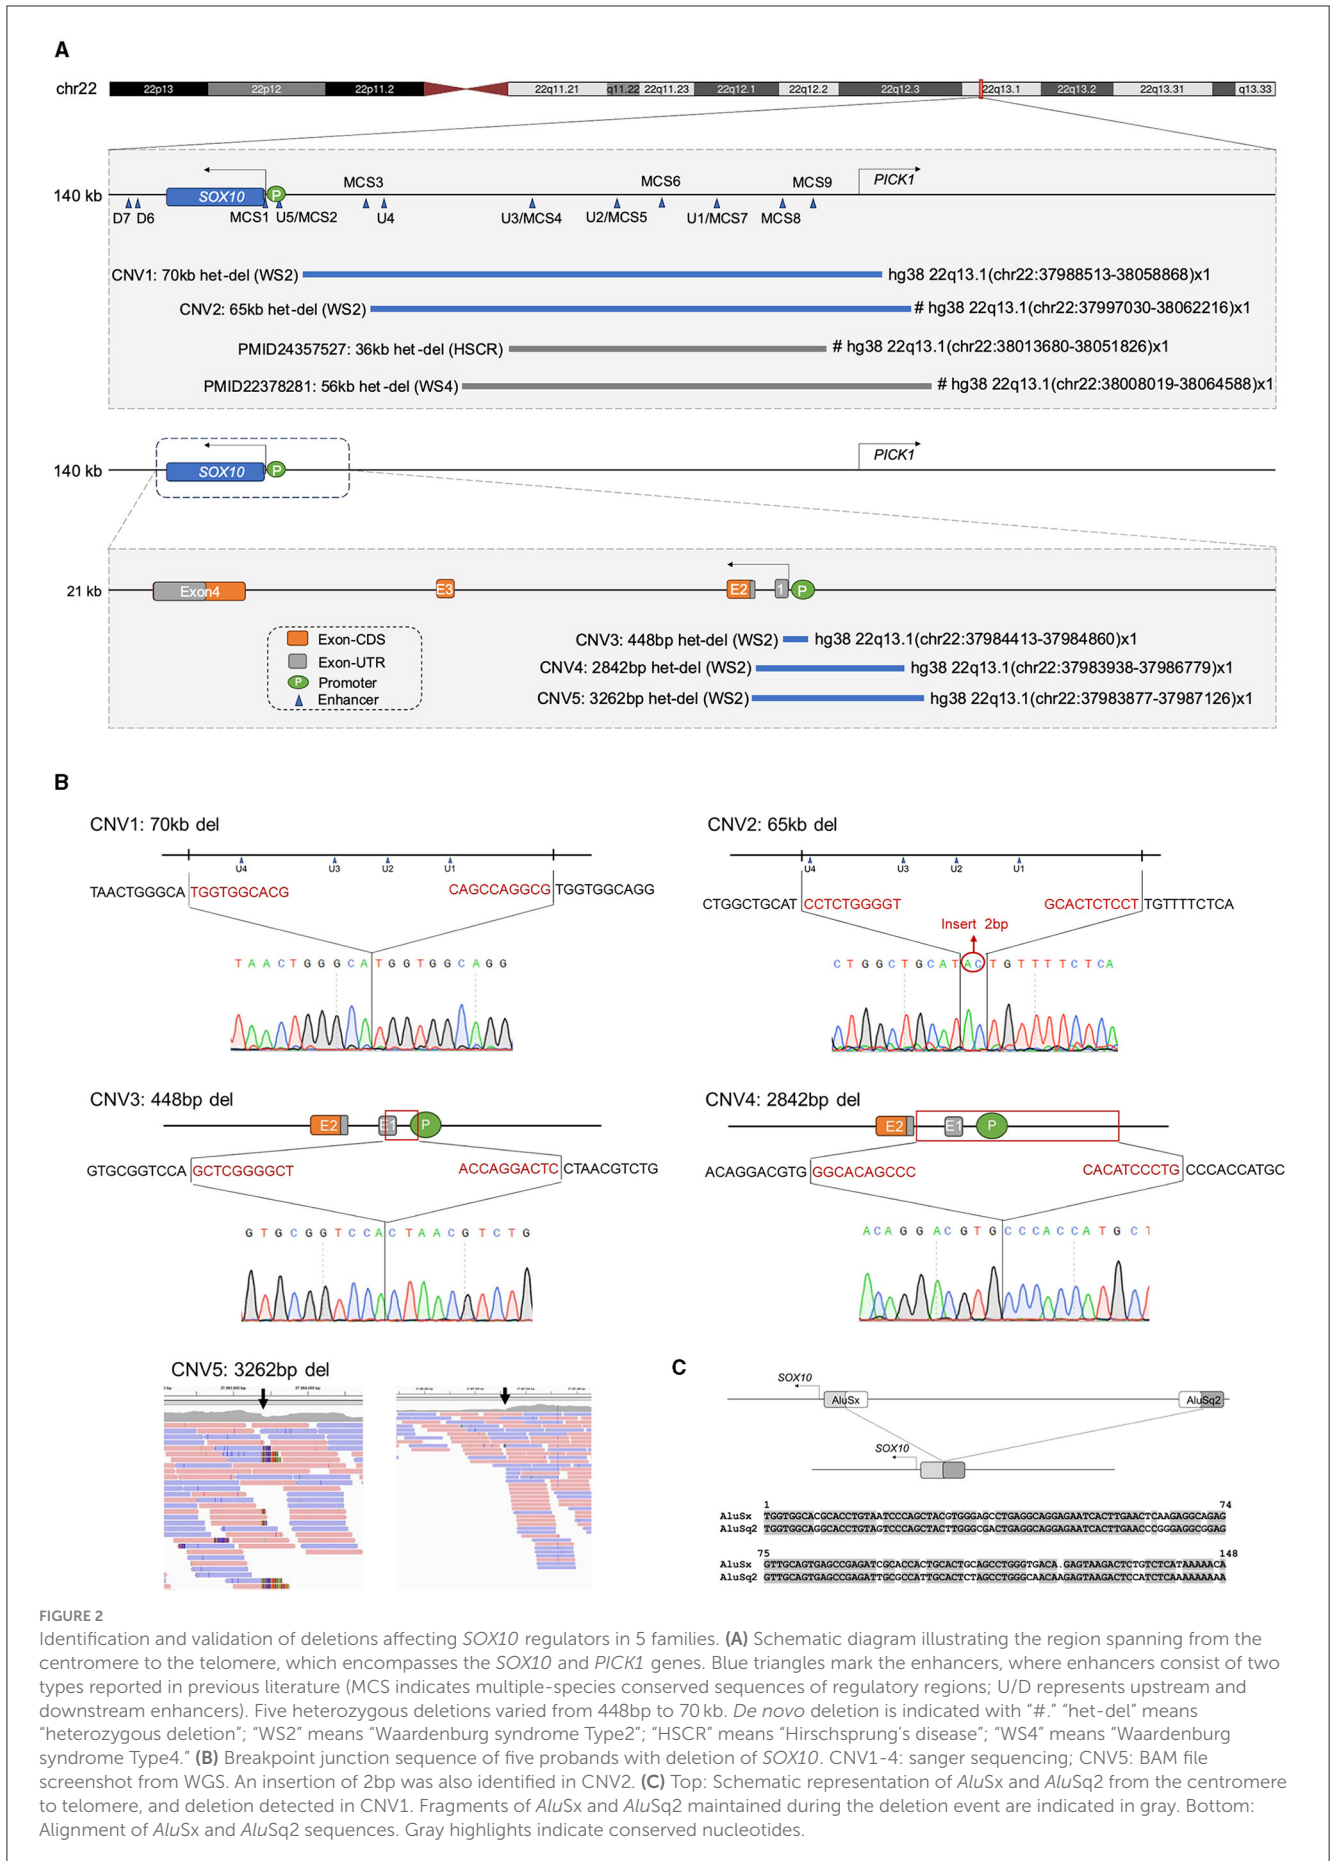 A
chr22
22p13 22p12 22p11.2 22q11.21 q11.22 22q11.23 22q12.1 22q12.2 22q12.3 22q13.1 22q13.2 22q13.31 q13.33
MCS3 MCS6 MCS9 PICK1
140 kb SOX10 P
D7 D6 MCS1 U5/MCS2 U4 U3/MCS4 U2/MCS5 U1/MCS7 MCS8
CNV1: 70kb het-del (WS2) hg38 22q13.1(chr22:37988513-38058868)x1
CNV2: 65kb het-del (WS2) # hg38 22q13.1(chr22:37997030-38062216)x1
PMID24357527: 36kb het-del (HSCR) # hg38 22q13.1(chr22:38013680-38051826)x1
PMID22378281: 56kb het-del (WS4) # hg38 22q13.1(chr22:38008019-38064588)x1
PICK1
140 kb SOX10 P
21 kb Exon4 E3 E2 1 P
Exon-CDS
Exon-UTR
P Promoter
Enhancer
CNV3: 448bp het-del (WS2) hg38 22q13.1(chr22:37984413-37984860)x1
CNV4: 2842bp het-del (WS2) hg38 22q13.1(chr22:37983938-37986779)x1
CNV5: 3262bp het-del (WS2) hg38 22q13.1(chr22:37983877-37987126)x1
B
CNV1: 70kb del
U4 U3 U2 U1
TAACTGGGCA TGGTGGCACG CAGCCAGGCG TGGTGGCAGG
T A A C T G G G C A T G G T G G C A G G
CNV2: 65kb del
U4 U3 U2 U1
CTGGCTGCAT CCTCTGGGGT GCACTCTCCT TGTTTTCTCA
Insert 2bp
C T G G C T G C A T A C T G T T T T C T C A
CNV3: 448bp del
E2 E1 P
GTGCGGTCCA GCTCGGGGCT ACCAGGACTC CTAACGTCTG
G T G C G G T C C A C T A A C G T C T G
CNV4: 2842bp del
E2 E1 P
ACAGGACGTG GGCACAGCCC CACATCCCTG CCCACCATGC
A C A G G A C G T G C C C A C C A T G C T
CNV5: 3262bp del
C
SOX10
AluSx AluSq2
SOX10
1 74
AluSx TGGTGGCACGCACCTGTAATCCCAGCTACGTGGGAGCCTGAGGCAGGAGAATCACTTGAACTCAAGAGGCAGAG
AluSq2 TGGTGGCAGGCACCTGTAGTCCCAGCTACTTGGGCGACTGAGGCAGGAGAATCACTTGAACCCGGGAGGCGGAG
75 148
AluSx GTTGCAGTGAGCCGAGATCGCACCACTGCACTGCAGCCTGGGTGACA.GAGTAAGACTCTGTCTCATAAAAACA
AluSq2 GTTGCAGTGAGCCGAGATTGCGCCATTGCACTCTAGCCTGGGCAACAAGAGTAAGACTCCATCTCAAAAAAAAA
FIGURE 2
Identification and validation of deletions affecting SOX10 regulators in 5 families. (A) Schematic diagram illustrating the region spanning from the
centromere to the telomere, which encompasses the SOX10 and PICK1 genes. Blue triangles mark the enhancers, where enhancers consist of two
types reported in previous literature (MCS indicates multiple-species conserved sequences of regulatory regions; U/D represents upstream and
downstream enhancers). Five heterozygous deletions varied from 448bp to 70 kb. De novo deletion is indicated with "#." "het-del" means
"heterozygous deletion"; "WS2" means "Waardenburg syndrome Type2"; "HSCR" means "Hirschsprung's disease"; "WS4" means "Waardenburg
syndrome Type4." (B) Breakpoint junction sequence of five probands with deletion of SOX10. CNV1-4: sanger sequencing; CNV5: BAM file
screenshot from WGS. An insertion of 2bp was also identified in CNV2. (C) Top: Schematic representation of AluSx and AluSq2 from the centromere
to telomere, and deletion detected in CNV1. Fragments of AluSx and AluSq2 maintained during the deletion event are indicated in gray. Bottom:
Alignment of AluSx and AluSq2 sequences. Gray highlights indicate conserved nucleotides.